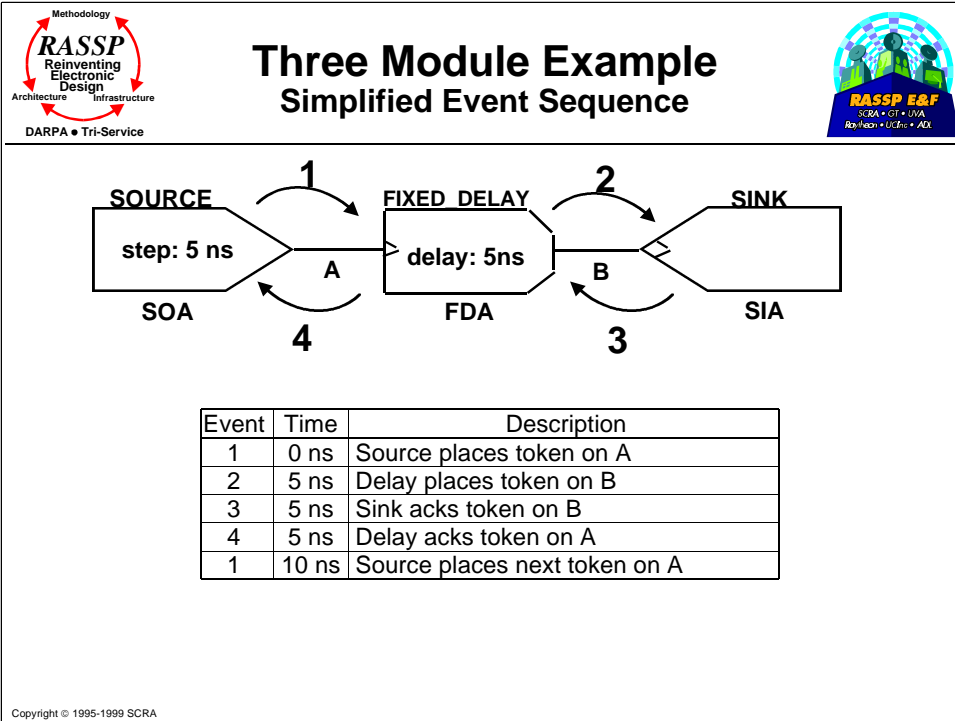 Methodology
RASSP
Reinventing
Electronic
Design
Architecture Infrastructure
DARPA ● Tri-Service
Three Module Example
Simplified Event Sequence
RASSP E&F
SCRA • GT • UVA
Raytheon • UCinc • ADL
1
2
SOURCE
FIXED_DELAY
SINK
step: 5 ns
A
delay: 5ns
B
SOA
FDA
SIA
4
3
Event Time Description
1 0 ns Source places token on A
2 5 ns Delay places token on B
3 5 ns Sink acks token on B
4 5 ns Delay acks token on A
1 10 ns Source places next token on A
Copyright © 1995-1999 SCRA